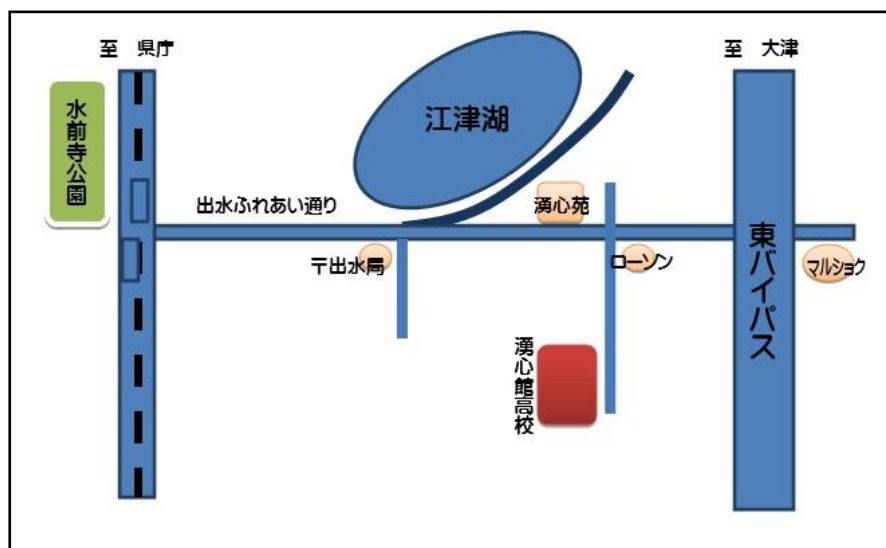 至　県庁
至　大津
水前寺公園
江津湖
出水ふれあい通り
湧心苑
〒出水局
ローソン
東バイパス
マルショク
湧心館高校